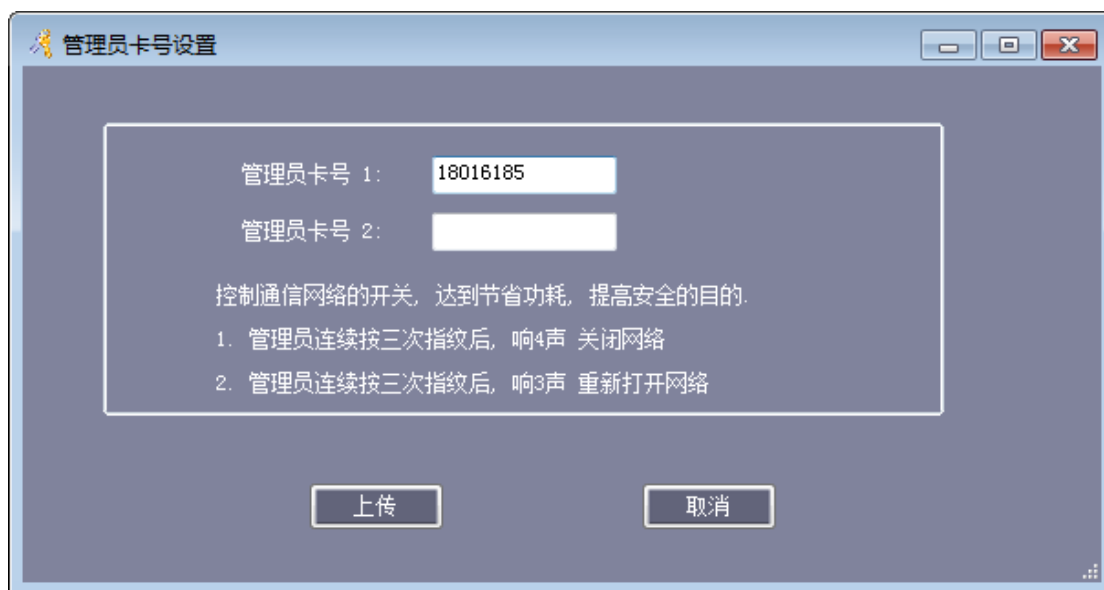 管理员卡号设置
管理员卡号 1: 18016185
管理员卡号 2:
控制通信网络的开关, 达到节省功耗, 提高安全的目的.
1. 管理员连续按三次指纹后, 响4声 关闭网络
2. 管理员连续按三次指纹后, 响3声 重新打开网络
上传 取消